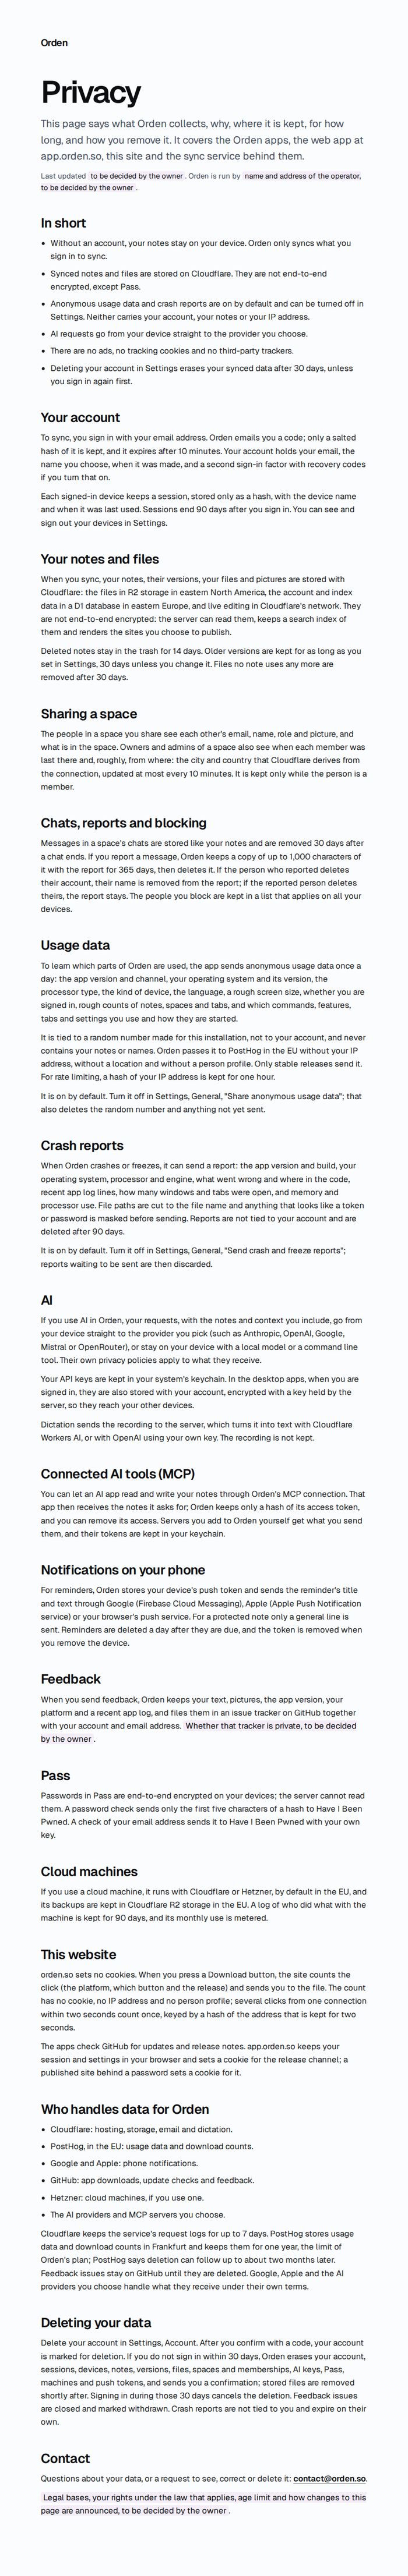 Orden
Privacy
This page says what Orden collects, why, where it is kept, for how
long, and how you remove it. It covers the Orden apps, the web app at
app.orden.so, this site and the sync service behind them.
Last updated to be decided by the owner. Orden is run by name and address of the operator,
to be decided by the owner.
In short
• Without an account, your notes stay on your device. Orden only syncs what you
sign in to sync.
• Synced notes and files are stored on Cloudflare. They are not end-to-end
encrypted, except Pass.
• Anonymous usage data and crash reports are on by default and can be turned off in
Settings. Neither carries your account, your notes or your IP address.
• AI requests go from your device straight to the provider you choose.
• There are no ads, no tracking cookies and no third-party trackers.
• Deleting your account in Settings erases your synced data after 30 days, unless
you sign in again first.
Your account
To sync, you sign in with your email address. Orden emails you a code; only a salted
hash of it is kept, and it expires after 10 minutes. Your account holds your email, the
name you choose, when it was made, and a second sign-in factor with recovery codes
if you turn that on.
Each signed-in device keeps a session, stored only as a hash, with the device name
and when it was last used. Sessions end 90 days after you sign in. You can see and
sign out your devices in Settings.
Your notes and files
When you sync, your notes, their versions, your files and pictures are stored with
Cloudflare: the files in R2 storage in eastern North America, the account and index
data in a D1 database in eastern Europe, and live editing in Cloudflare's network. They
are not end-to-end encrypted: the server can read them, keeps a search index of
them and renders the sites you choose to publish.
Deleted notes stay in the trash for 14 days. Older versions are kept for as long as you
set in Settings, 30 days unless you change it. Files no note uses any more are
removed after 30 days.
Sharing a space
The people in a space you share see each other's email, name, role and picture, and
what is in the space. Owners and admins of a space also see when each member was
last there and, roughly, from where: the city and country that Cloudflare derives from
the connection, updated at most every 10 minutes. It is kept only while the person is a
member.
Chats, reports and blocking
Messages in a space's chats are stored like your notes and are removed 30 days after
a chat ends. If you report a message, Orden keeps a copy of up to 1,000 characters of
it with the report for 365 days, then deletes it. If the person who reported deletes
their account, their name is removed from the report; if the reported person deletes
theirs, the report stays. The people you block are kept in a list that applies on all your
devices.
Usage data
To learn which parts of Orden are used, the app sends anonymous usage data once a
day: the app version and channel, your operating system and its version, the
processor type, the kind of device, the language, a rough screen size, whether you are
signed in, rough counts of notes, spaces and tabs, and which commands, features,
tabs and settings you use and how they are started.
It is tied to a random number made for this installation, not to your account, and never
contains your notes or names. Orden passes it to PostHog in the EU without your IP
address, without a location and without a person profile. Only stable releases send it.
For rate limiting, a hash of your IP address is kept for one hour.
It is on by default. Turn it off in Settings, General, "Share anonymous usage data"; that
also deletes the random number and anything not yet sent.
Crash reports
When Orden crashes or freezes, it can send a report: the app version and build, your
operating system, processor and engine, what went wrong and where in the code,
recent app log lines, how many windows and tabs were open, and memory and
processor use. File paths are cut to the file name and anything that looks like a token
or password is masked before sending. Reports are not tied to your account and are
deleted after 90 days.
It is on by default. Turn it off in Settings, General, "Send crash and freeze reports";
reports waiting to be sent are then discarded.
AI
If you use AI in Orden, your requests, with the notes and context you include, go from
your device straight to the provider you pick (such as Anthropic, OpenAI, Google,
Mistral or OpenRouter), or stay on your device with a local model or a command line
tool. Their own privacy policies apply to what they receive.
Your API keys are kept in your system's keychain. In the desktop apps, when you are
signed in, they are also stored with your account, encrypted with a key held by the
server, so they reach your other devices.
Dictation sends the recording to the server, which turns it into text with Cloudflare
Workers AI, or with OpenAI using your own key. The recording is not kept.
Connected AI tools (MCP)
You can let an AI app read and write your notes through Orden's MCP connection. That
app then receives the notes it asks for; Orden keeps only a hash of its access token,
and you can remove its access. Servers you add to Orden yourself get what you send
them, and their tokens are kept in your keychain.
Notifications on your phone
For reminders, Orden stores your device's push token and sends the reminder's title
and text through Google (Firebase Cloud Messaging), Apple (Apple Push Notification
service) or your browser's push service. For a protected note only a general line is
sent. Reminders are deleted a day after they are due, and the token is removed when
you remove the device.
Feedback
When you send feedback, Orden keeps your text, pictures, the app version, your
platform and a recent app log, and files them in an issue tracker on GitHub together
with your account and email address. Whether that tracker is private, to be decided
by the owner.
Pass
Passwords in Pass are end-to-end encrypted on your devices; the server cannot read
them. A password check sends only the first five characters of a hash to Have I Been
Pwned. A check of your email address sends it to Have I Been Pwned with your own
key.
Cloud machines
If you use a cloud machine, it runs with Cloudflare or Hetzner, by default in the EU, and
its backups are kept in Cloudflare R2 storage in the EU. A log of who did what with the
machine is kept for 90 days, and its monthly use is metered.
This website
orden.so sets no cookies. When you press a Download button, the site counts the
click (the platform, which button and the release) and sends you to the file. The count
has no cookie, no IP address and no person profile; several clicks from one connection
within two seconds count once, keyed by a hash of the address that is kept for two
seconds.
The apps check GitHub for updates and release notes. app.orden.so keeps your
session and settings in your browser and sets a cookie for the release channel; a
published site behind a password sets a cookie for it.
Who handles data for Orden
• Cloudflare: hosting, storage, email and dictation.
• PostHog, in the EU: usage data and download counts.
• Google and Apple: phone notifications.
• GitHub: app downloads, update checks and feedback.
• Hetzner: cloud machines, if you use one.
• The AI providers and MCP servers you choose.
Cloudflare keeps the service's request logs for up to 7 days. PostHog stores usage
data and download counts in Frankfurt and keeps them for one year, the limit of
Orden's plan; PostHog says deletion can follow up to about two months later.
Feedback issues stay on GitHub until they are deleted. Google, Apple and the AI
providers you choose handle what they receive under their own terms.
Deleting your data
Delete your account in Settings, Account. After you confirm with a code, your account
is marked for deletion. If you do not sign in within 30 days, Orden erases your account,
sessions, devices, notes, versions, files, spaces and memberships, AI keys, Pass,
machines and push tokens, and sends you a confirmation; stored files are removed
shortly after. Signing in during those 30 days cancels the deletion. Feedback issues
are closed and marked withdrawn. Crash reports are not tied to you and expire on their
own.
Contact
Questions about your data, or a request to see, correct or delete it: contact@orden.so.
Legal bases, your rights under the law that applies, age limit and how changes to this
page are announced, to be decided by the owner.